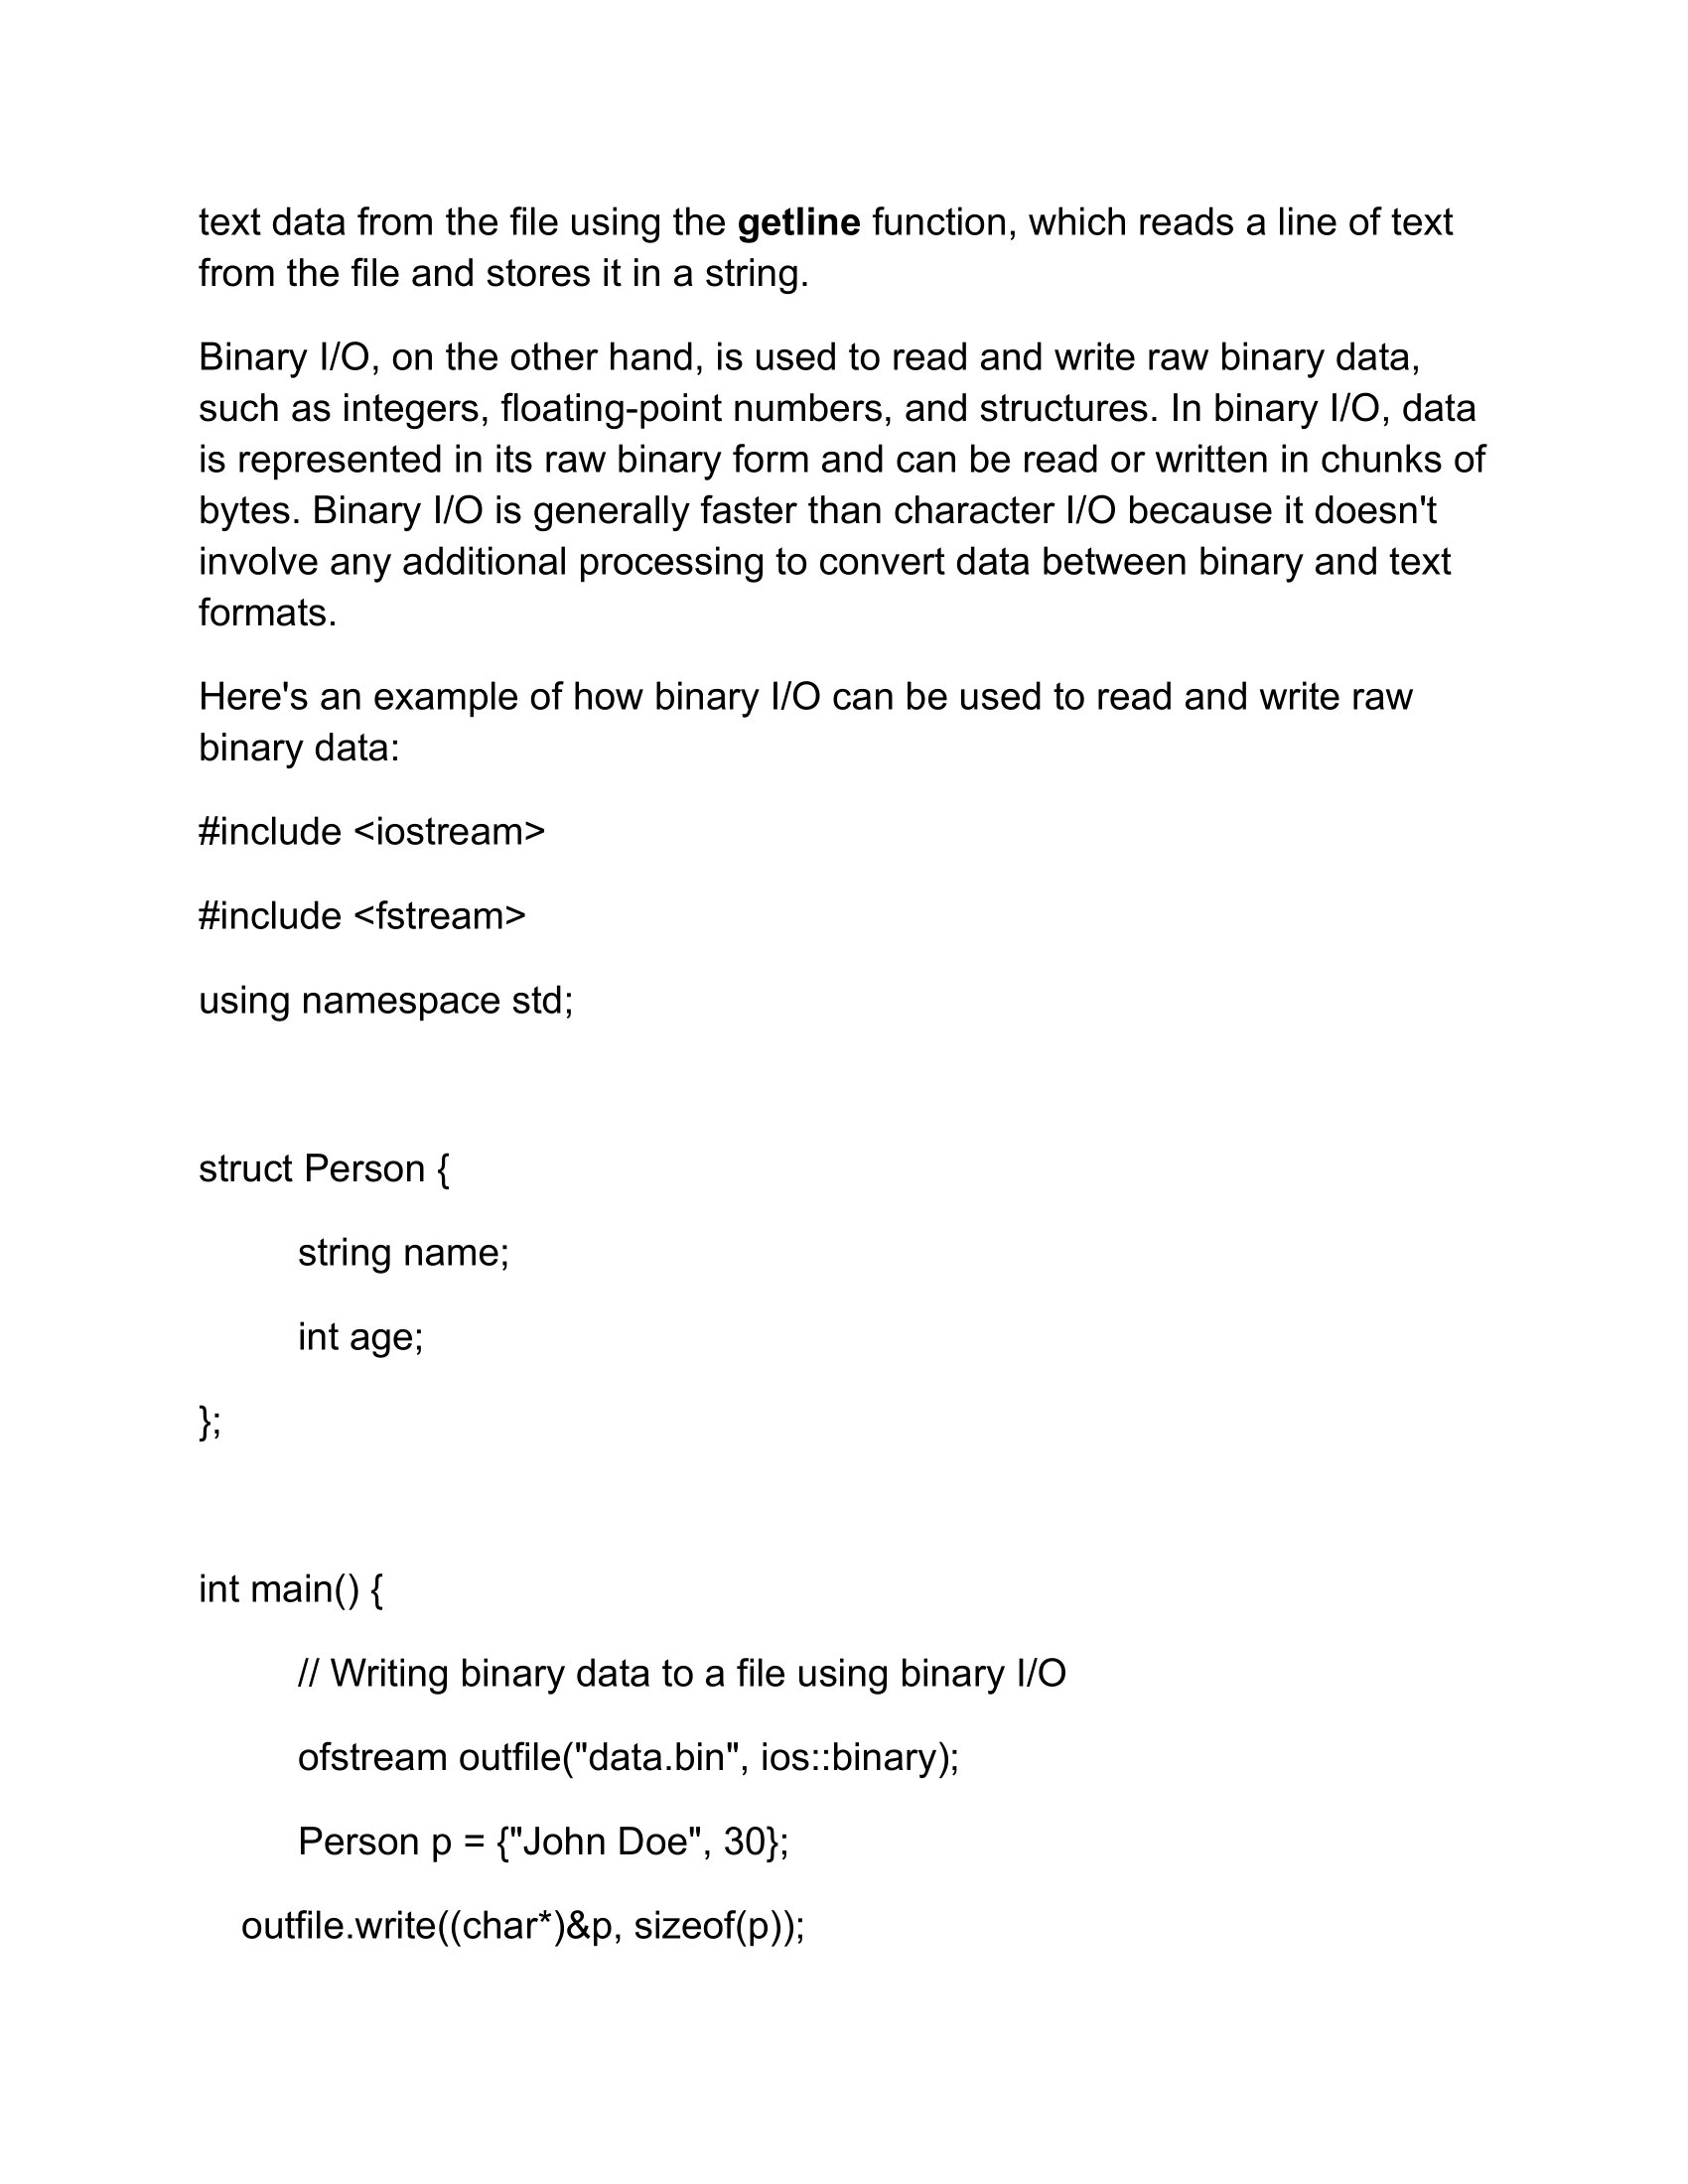 text data from the file using the getline function, which reads a line of text
from the file and stores it in a string.
Binary I/O, on the other hand, is used to read and write raw binary data,
such as integers, floating-point numbers, and structures. In binary I/O, data
is represented in its raw binary form and can be read or written in chunks of
bytes. Binary I/O is generally faster than character I/O because it doesn't
involve any additional processing to convert data between binary and text
formats.
Here's an example of how binary I/O can be used to read and write raw
binary data:
#include <iostream>
#include <fstream>
using namespace std;
struct Person {
string name;
int age;
};
int main() {
// Writing binary data to a file using binary I/O
ofstream outfile("data.bin", ios::binary);
Person p = {"John Doe", 30};
outfile.write((char*)&p, sizeof(p));